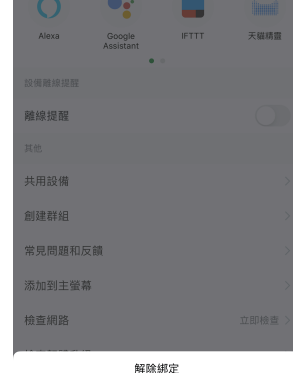 Alexa
Google
Assistant
IFTTT
天貓精靈
設備離線提醒
離線提醒
其他
共用設備
創建群組
常見問題和反饋
添加到主螢幕
檢查網路
立即檢查
解除綁定